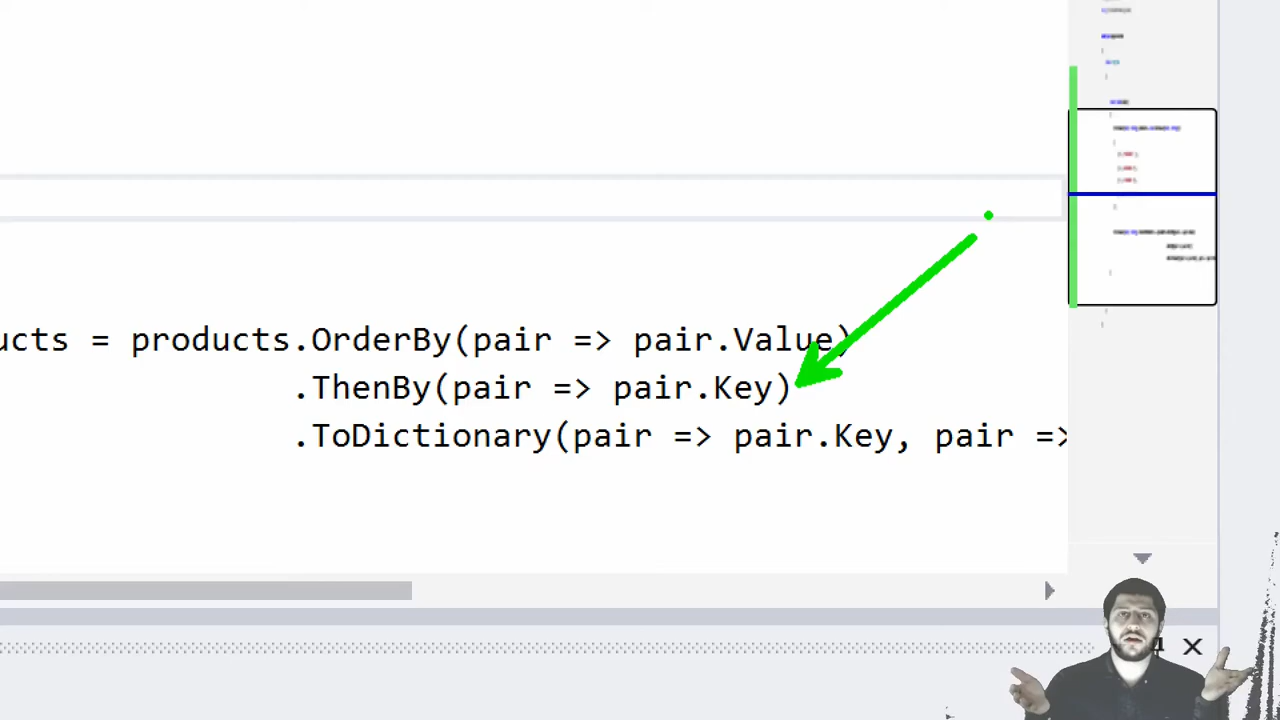 ucts = products.OrderBy(pair => pair.Value)
.ThenBy(pair => pair.Key)
.ToDictionary(pair => pair.Key, pair =>